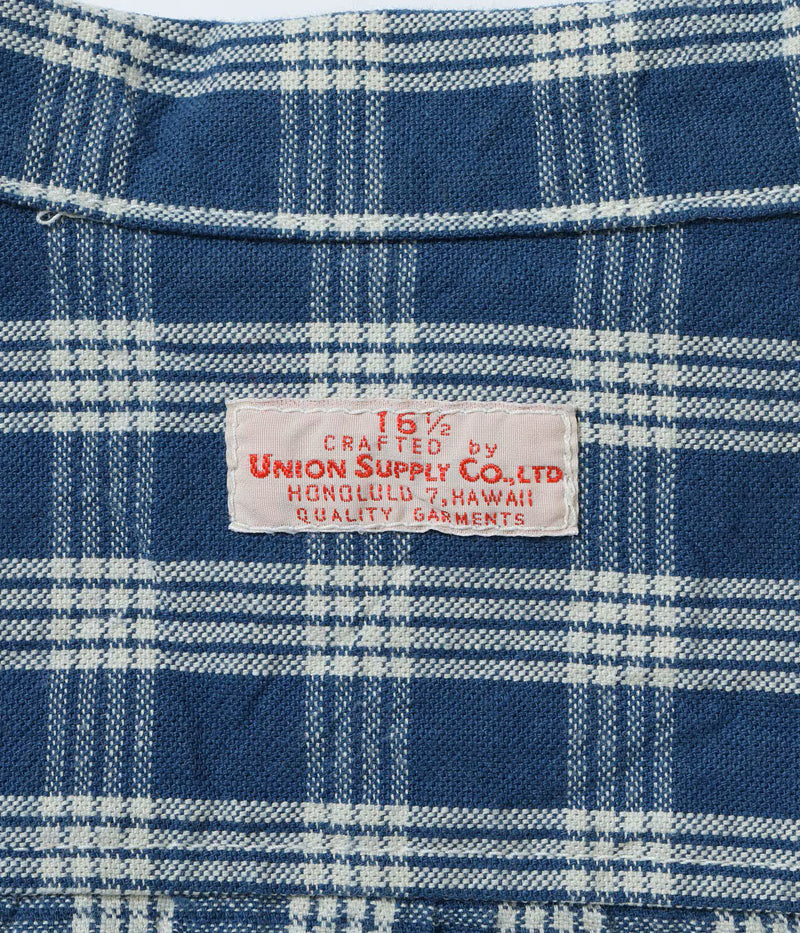 16½
CRAFTED by
UNION SUPPLY CO.,LTD
HONOLULU 7, HAWAII
QUALITY GARMENTS